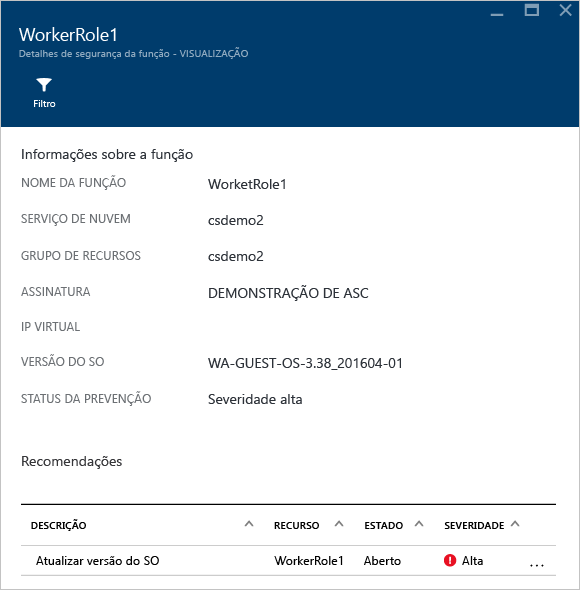 WorkerRole1
Detalhes de segurança da função - VISUALIZAÇÃO
Filtro
Informações sobre a função
NOME DA FUNÇÃO WorketRole1
SERVIÇO DE NUVEM csdemo2
GRUPO DE RECURSOS csdemo2
ASSINATURA DEMONSTRAÇÃO DE ASC
IP VIRTUAL
VERSÃO DO SO WA-GUEST-OS-3.38_201604-01
STATUS DA PREVENÇÃO Severidade alta
Recomendações
DESCRIÇÃO RECURSO ESTADO SEVERIDADE
Atualizar versão do SO WorkerRole1 Aberto Alta ...